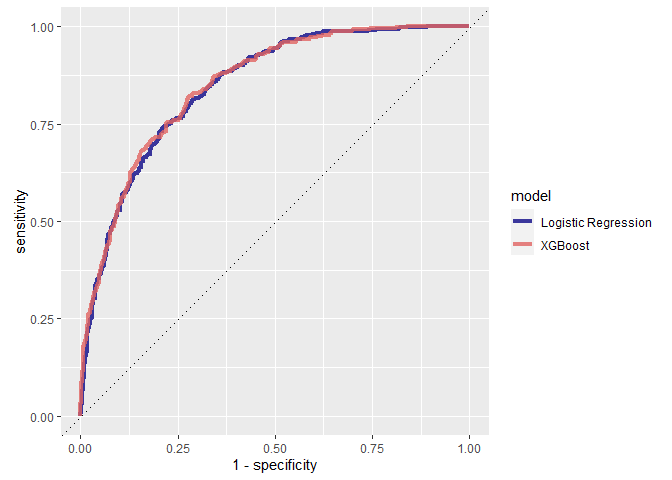 1.00
0.75
0.50
0.25
0.00
sensitivity
0.00 0.25 0.50 0.75 1.00
1 - specificity
model
Logistic Regression
XGBoost